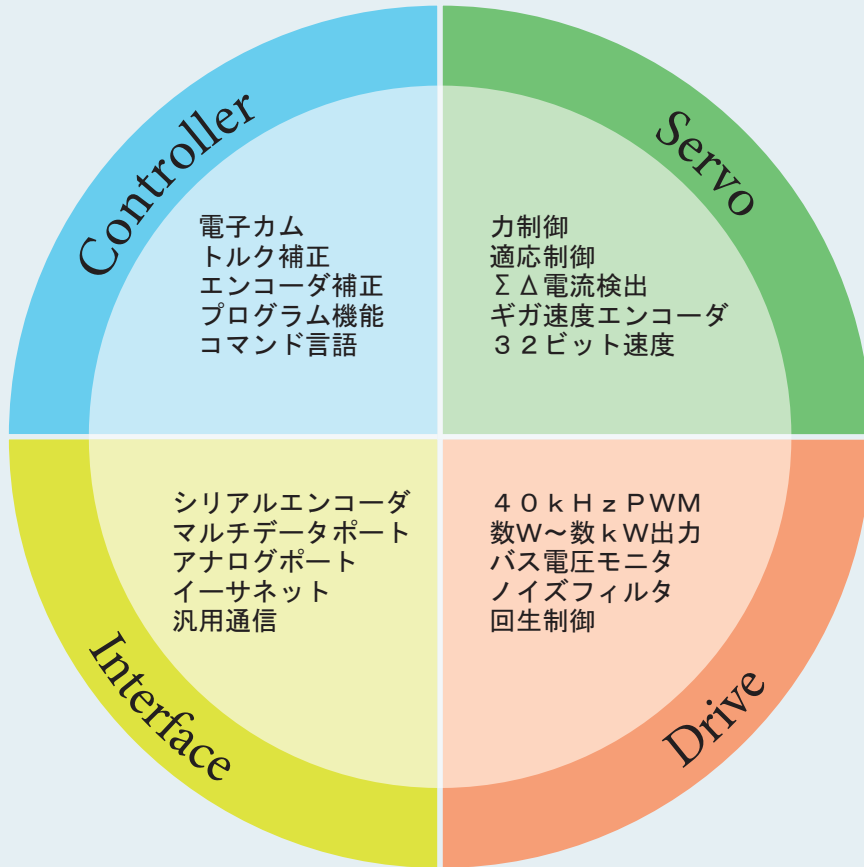 Controller
電子カム
トルク補正
エンコーダ補正
プログラム機能
コマンド言語
Servo
力制御
適応制御
ΣΔ電流検出
ギガ速度エンコーダ
３２ビット速度
Interface
シリアルエンコーダ
マルチデータポート
アナログポート
イーサネット
汎用通信
Drive
４０ｋＨｚＰＷＭ
数Ｗ～数ｋＷ出力
バス電圧モニタ
ノイズフィルタ
回生制御